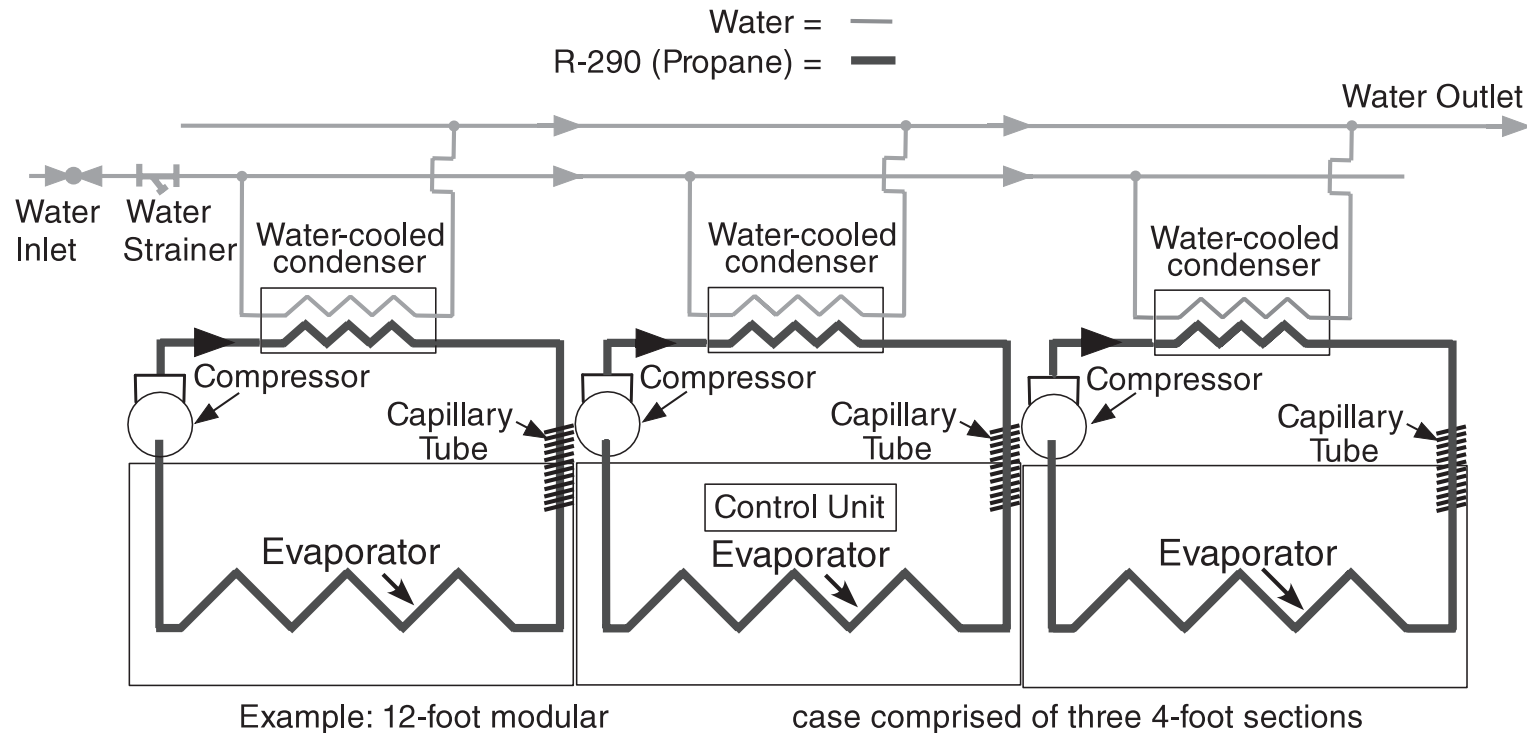 Water =
R-290 (Propane) =
Water Outlet
Water
Inlet
Water
Strainer
Water-cooled
condenser
Water-cooled
condenser
Water-cooled
condenser
Compressor
Capillary
Tube
Compressor
Capillary
Tube
Compressor
Capillary
Tube
Evaporator
Control Unit
Evaporator
Evaporator
Example: 12-foot modular case comprised of three 4-foot sections